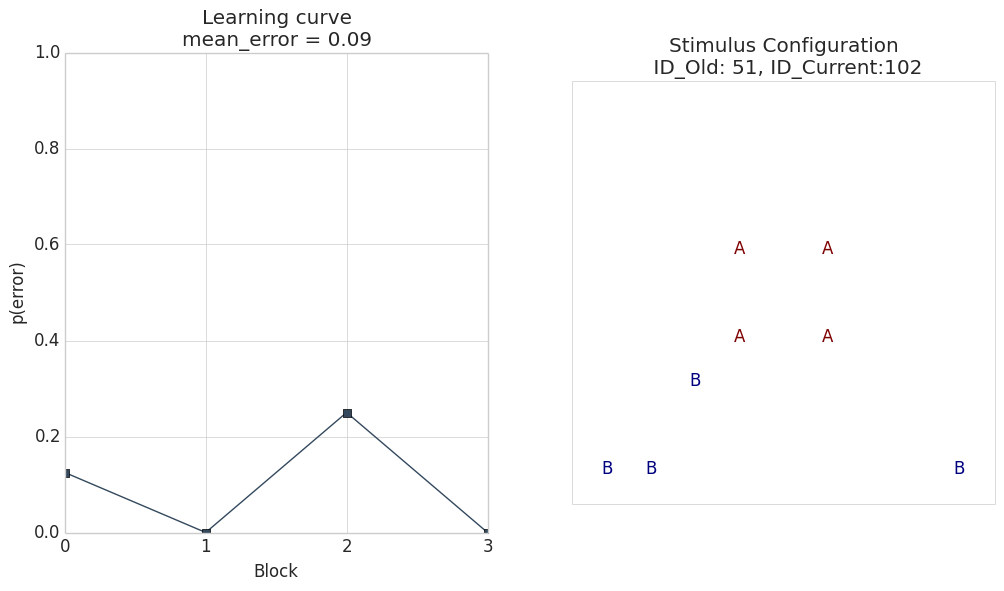 Learning curve
mean_error = 0.09
1.0
0.8
0.6
0.4
0.2
0.0
0 1 2 3
Block
p(error)
Stimulus Configuration
ID_Old: 51, ID_Current:102
A A
A A
B
B B B